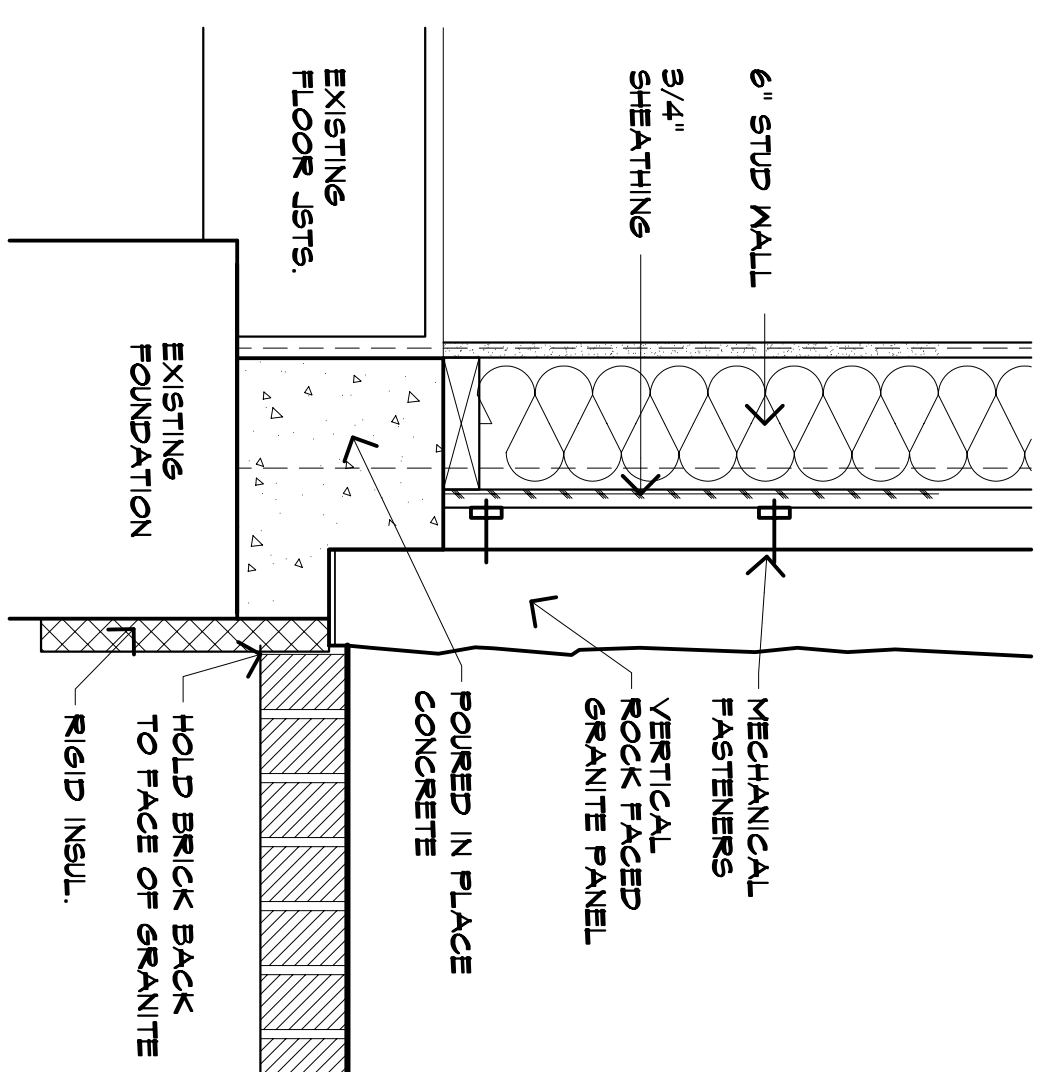 6" STUD WALL
3/4"
SHEATHING
EXISTING
FLOOR JSTS.
EXISTING
FOUNDATION
MECHANICAL
FASTENERS
VERTICAL
ROCK FACED
GRANITE PANEL
POURED IN PLACE
CONCRETE
HOLD BRICK BACK
TO FACE OF GRANITE
RIGID INSUL.